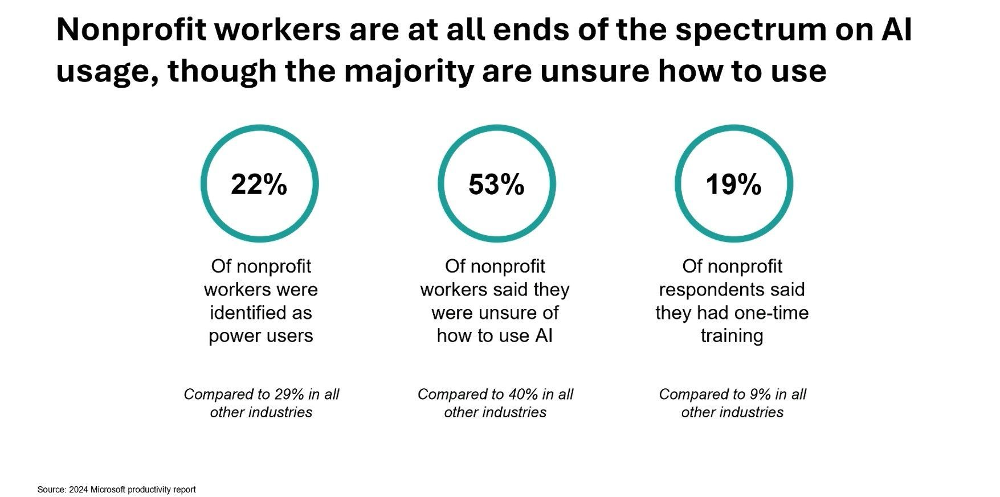 Nonprofit workers are at all ends of the spectrum on AI
usage, though the majority are unsure how to use
22%
Of nonprofit
workers were
identified as
power users
Compared to 29% in all
other industries
53%
Of nonprofit
workers said they
were unsure of
how to use AI
Compared to 40% in all
other industries
19%
Of nonprofit
respondents said
they had one-time
training
Compared to 9% in all
other industries
Source: 2024 Microsoft productivity report